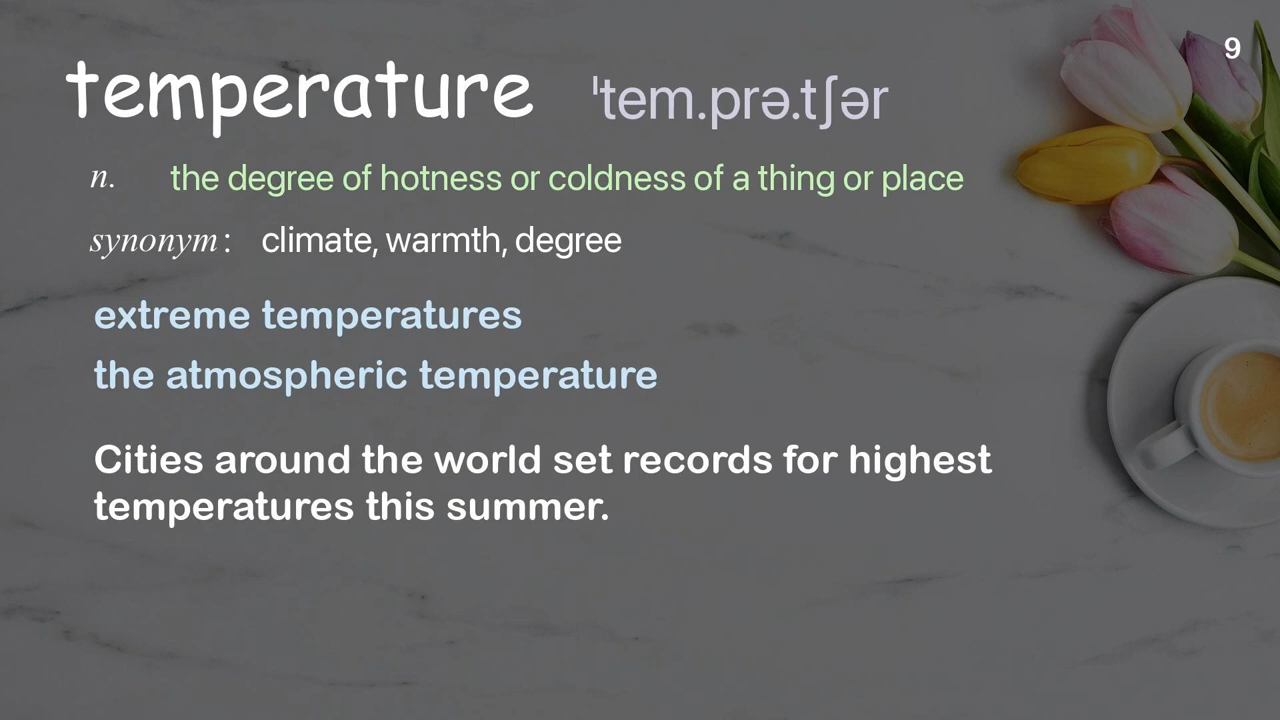 9
temperature ˈtem.prə.tʃər
n. the degree of hotness or coldness of a thing or place
synonym: climate, warmth, degree
extreme temperatures
the atmospheric temperature
Cities around the world set records for highest
temperatures this summer.